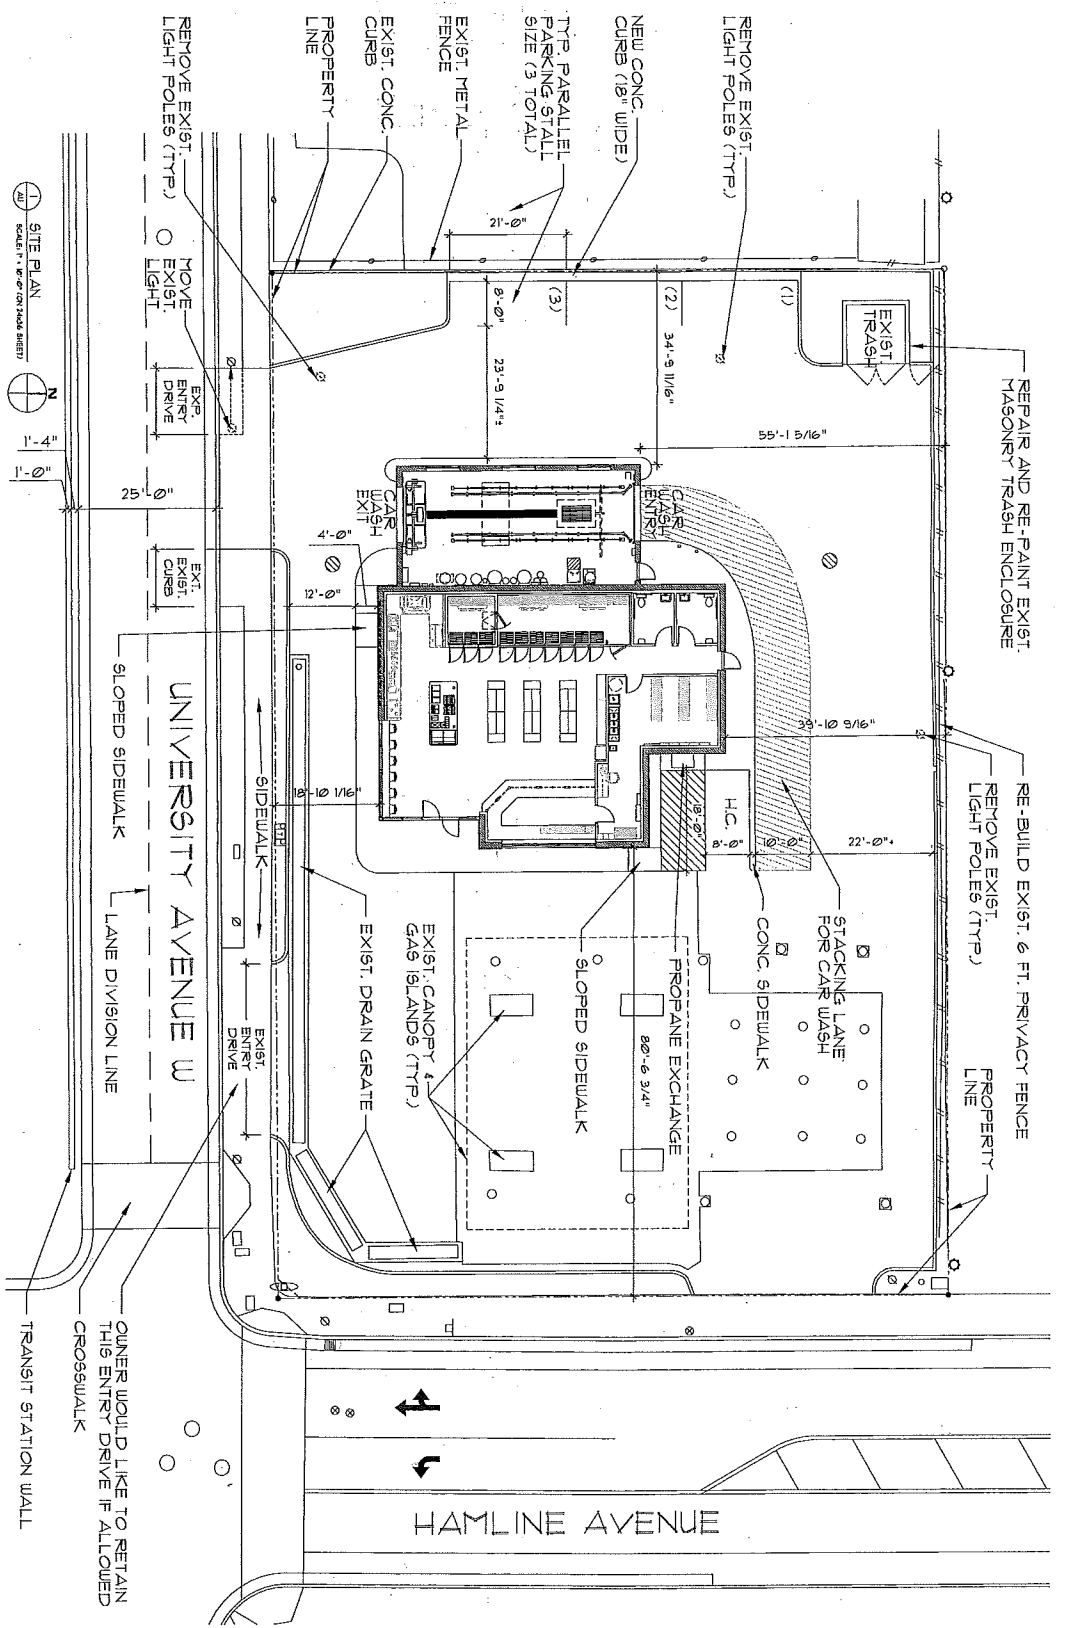 REMOVE EXIST.
LIGHT POLES (TYP.)
PROPERTY
LINE
EXIST. CONC.
CURB
EXIST. METAL
FENCE
TYP. PARALLEL
PARKING STALL
SIZE (3 TOTAL)
NEW CONC.
CURB (18" WIDE)
REMOVE EXIST.
LIGHT POLES (TYP.)
21'-0"
8'-0"
(3)
(2)
(1)
EXIST.
TRASH
34'-9 11/16"
23'-9 1/4"±
55'-1 5/16"
REPAIR AND RE-PAINT EXIST.
MASONRY TRASH ENCLOSURE
1
SITE PLAN
N
MOVE
EXIST.
LIGHT
EXP.
ENTRY
DRIVE
1'-4"
1'-0"
25'-0"
CAR
WASH
EXIT
CAR
WASH
ENTRY
4'-0"
12'-0"
EXT.
EXIST.
CURB
SLOPED SIDEWALK
UNIVERSITY AVENUE W
SIDEWALK
18'-10 1/16"
39'-10 9/16"
H.C.
18'-0"
8'-0"
10'-0"
22'-0"±
RE-BUILD EXIST. 6 FT. PRIVACY FENCE
REMOVE EXIST.
LIGHT POLES (TYP.)
STACKING LANE
FOR CAR WASH
CONC. SIDEWALK
PROPANE EXCHANGE
SLOPED SIDEWALK
80'-6 3/4"
EXIST. CANOPY &
GAS ISLANDS (TYP.)
EXIST. DRAIN GRATE
LANE DIVISION LINE
EXIST.
ENTRY
DRIVE
PROPERTY
LINE
OWNER WOULD LIKE TO RETAIN
THIS ENTRY DRIVE IF ALLOWED
CROSSWALK
TRANSIT STATION WALL
HAMLINE AVENUE